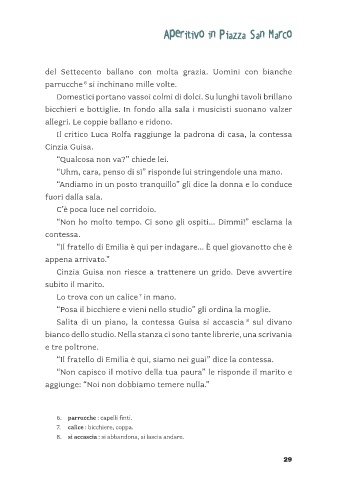 Aperitivo in Piazza San Marco
del Settecento ballano con molta grazia. Uomini con bianche
parrucche⁶ si inchinano mille volte.
Domestici portano vassoi colmi di dolci. Su lunghi tavoli brillano
bicchieri e bottiglie. In fondo alla sala i musicisti suonano valzer
allegri. Le coppie ballano e ridono.
Il critico Luca Rolfa raggiunge la padrona di casa, la contessa
Cinzia Guisa.
“Qualcosa non va?” chiede lei.
“Uhm, cara, penso di sì” risponde lui stringendole una mano.
“Andiamo in un posto tranquillo” gli dice la donna e lo conduce
fuori dalla sala.
C’è poca luce nel corridoio.
“Non ho molto tempo. Ci sono gli ospiti... Dimmi!” esclama la
contessa.
“Il fratello di Emilia è qui per indagare... È quel giovanotto che è
appena arrivato.”
Cinzia Guisa non riesce a trattenere un grido. Deve avvertire
subito il marito.
Lo trova con un calice⁷ in mano.
“Posa il bicchiere e vieni nello studio” gli ordina la moglie.
Salita di un piano, la contessa Guisa si accascia⁸ sul divano
bianco dello studio. Nella stanza ci sono tante librerie, una scrivania
e tre poltrone.
“Il fratello di Emilia è qui, siamo nei guai” dice la contessa.
“Non capisco il motivo della tua paura” le risponde il marito e
aggiunge: “Noi non dobbiamo temere nulla.”
6. parrucche : capelli finti.
7. calice : bicchiere, coppa.
8. si accascia : si abbandona, si lascia andare.
29